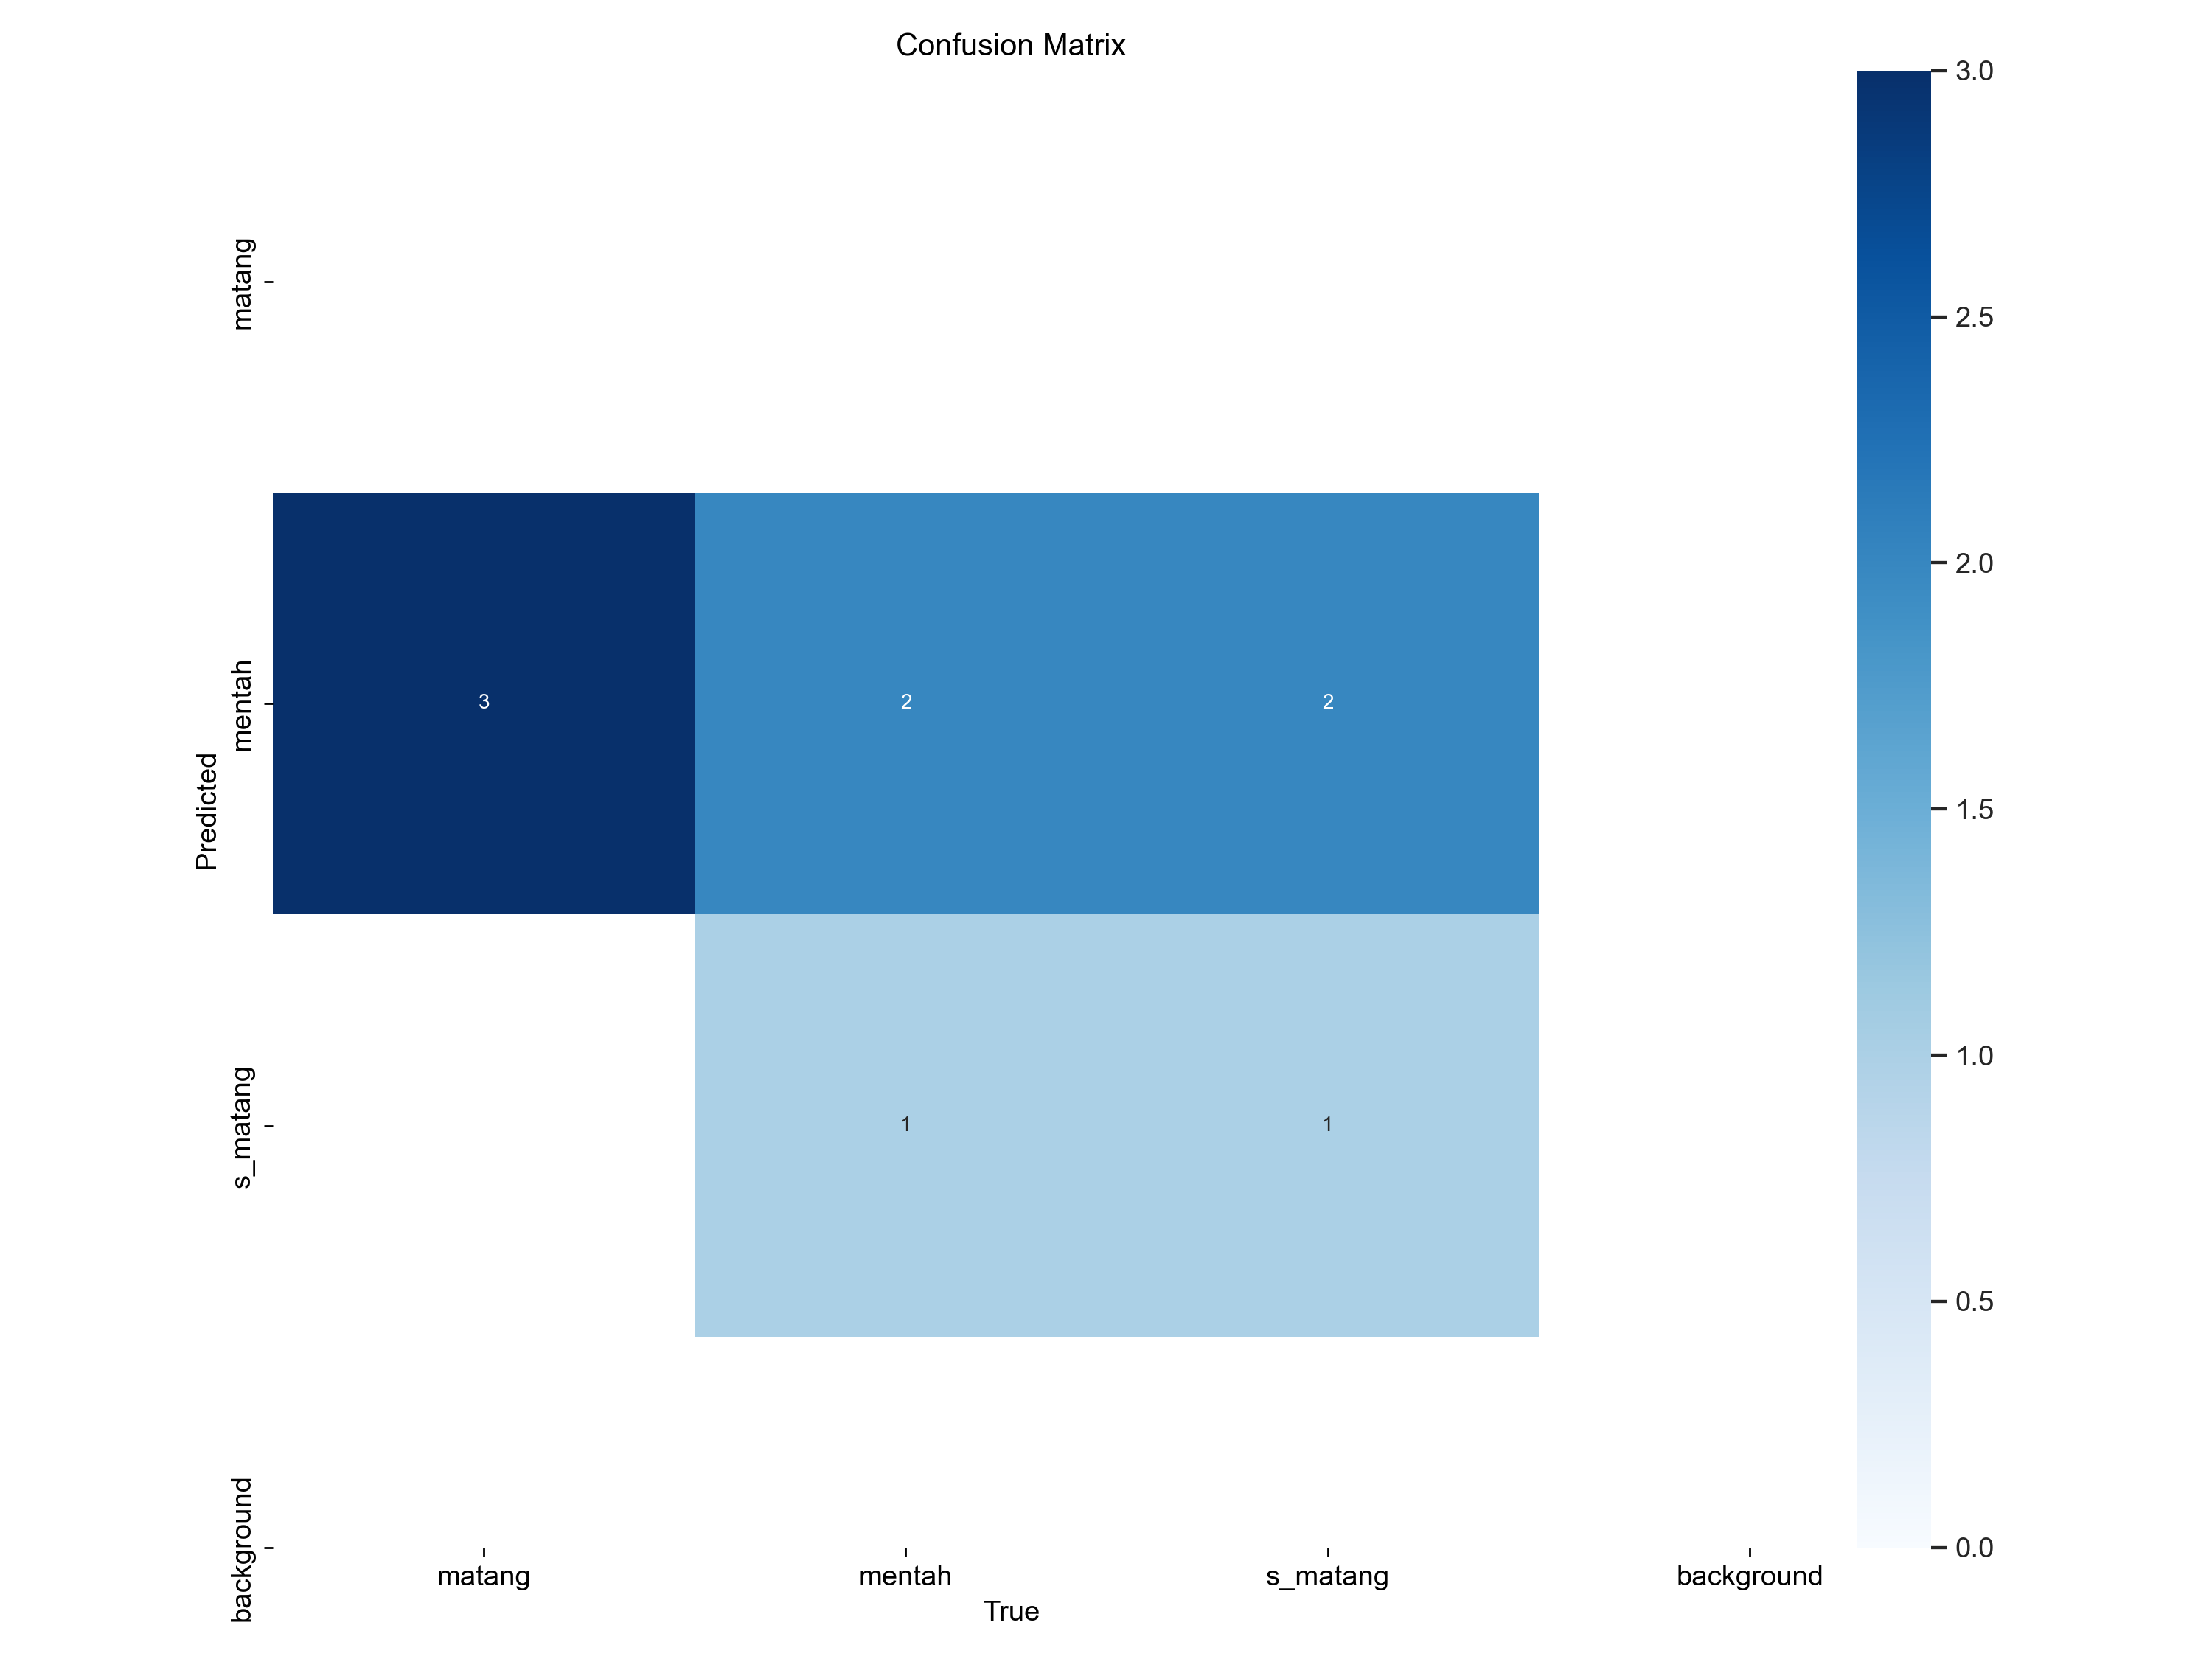 Confusion Matrix
3.0
2.5
2.0
1.5
1.0
0.5
0.0
Predicted
matang
mentah
s_matang
background
3
2
2
1
1
matang
mentah
s_matang
background
True